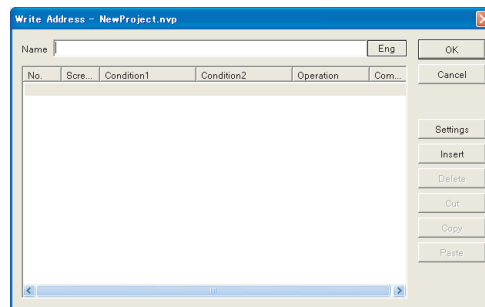 Write Address - NewProject.nvp
Name Eng OK
No. Scre... Condition1 Condition2 Operation Com... Cancel
Settings
Insert
Delete
Cut
Copy
Paste